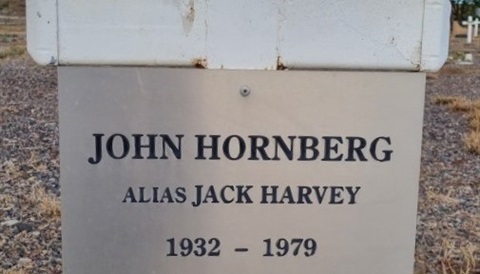 JOHN HORNBERG
ALIAS JACK HARVEY
1932 – 1979